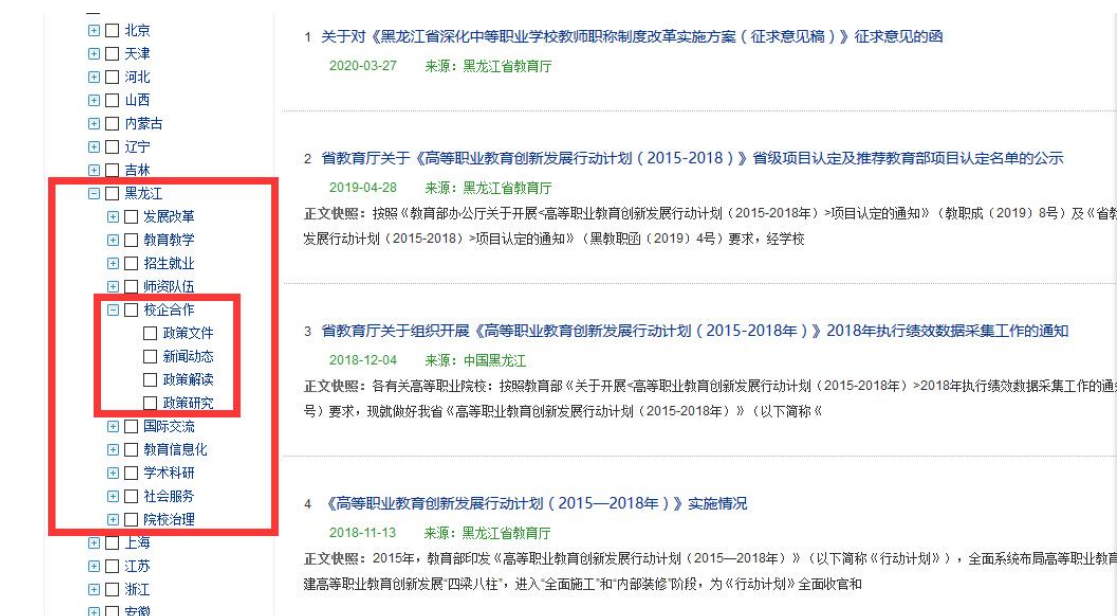 北京
天津
河北
山西
内蒙古
辽宁
吉林
黑龙江
发展改革
教育教学
招生就业
师资队伍
校企合作
政策文件
新闻动态
政策解读
政策研究
国际交流
教育信息化
学术科研
社会服务
院校治理
上海
江苏
浙江
安徽
1 关于对《黑龙江省深化中等职业学校教师职称制度改革实施方案（征求意见稿）》征求意见的函
2020-03-27 来源：黑龙江省教育厅
2 省教育厅关于《高等职业教育创新发展行动计划（2015-2018）》省级项目认定及推荐教育部项目认定名单的公示
2019-04-28 来源：黑龙江省教育厅
正文快照：按照《教育部办公厅关于开展<高等职业教育创新发展行动计划（2015-2018年）>项目认定的通知》（教职成（2019）8号）及《省教
发展行动计划（2015-2018）>项目认定的通知》（黑教职函（2019）4号）要求，经学校
3 省教育厅关于组织开展《高等职业教育创新发展行动计划（2015-2018年）》2018年执行绩效数据采集工作的通知
2018-12-04 来源：中国黑龙江
正文快照：各有关高等职业院校：按照教育部《关于开展<高等职业教育创新发展行动计划（2015-2018年）>2018年执行绩效数据采集工作的通
号）要求，现就做好我省《高等职业教育创新发展行动计划（2015-2018年）》（以下简称《
4 《高等职业教育创新发展行动计划（2015—2018年）》实施情况
2018-11-13 来源：黑龙江省教育厅
正文快照：2015年，教育部印发《高等职业教育创新发展行动计划（2015—2018年）》（以下简称《行动计划》），全面系统布局高等职业教育
建高等职业教育创新发展“四梁八柱”，进入“全面施工”和“内部装修”阶段，为《行动计划》全面收官和